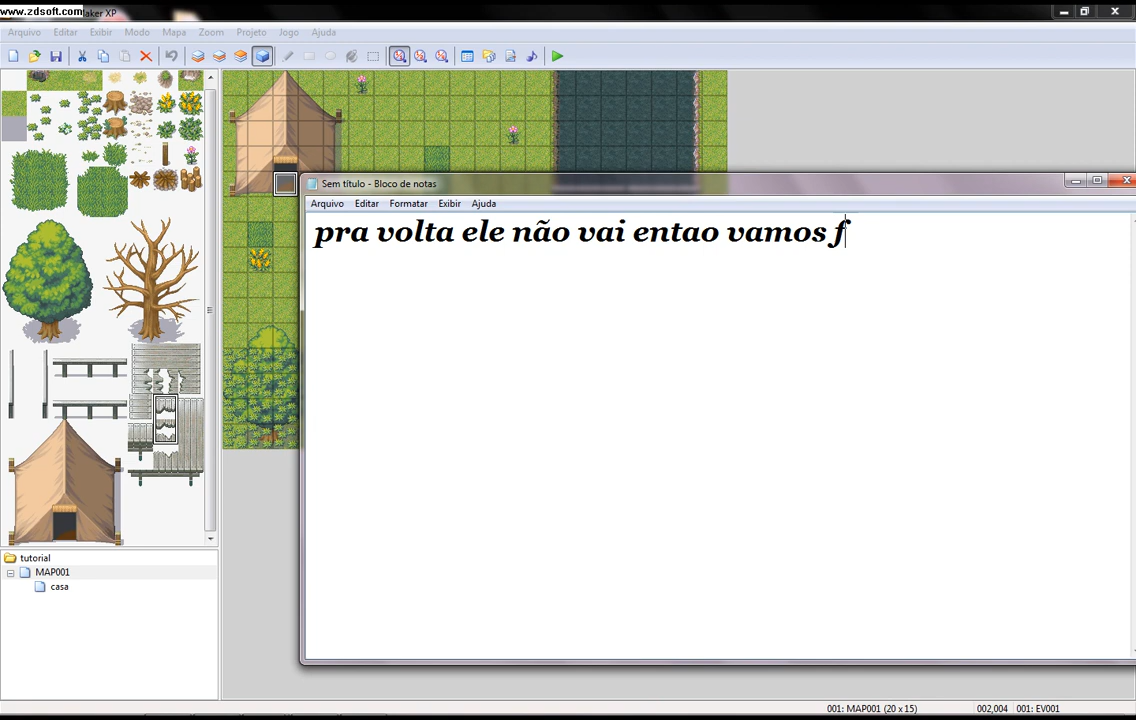 www.zdsoft.com aker XP
Arquivo Editar Exibir Modo Mapa Zoom Projeto Jogo Ajuda
Sem título - Bloco de notas
Arquivo Editar Formatar Exibir Ajuda
pra volta ele não vai entao vamos f
tutorial
MAP001
casa
001: MAP001 (20 x 15) 002,004 001: EV001